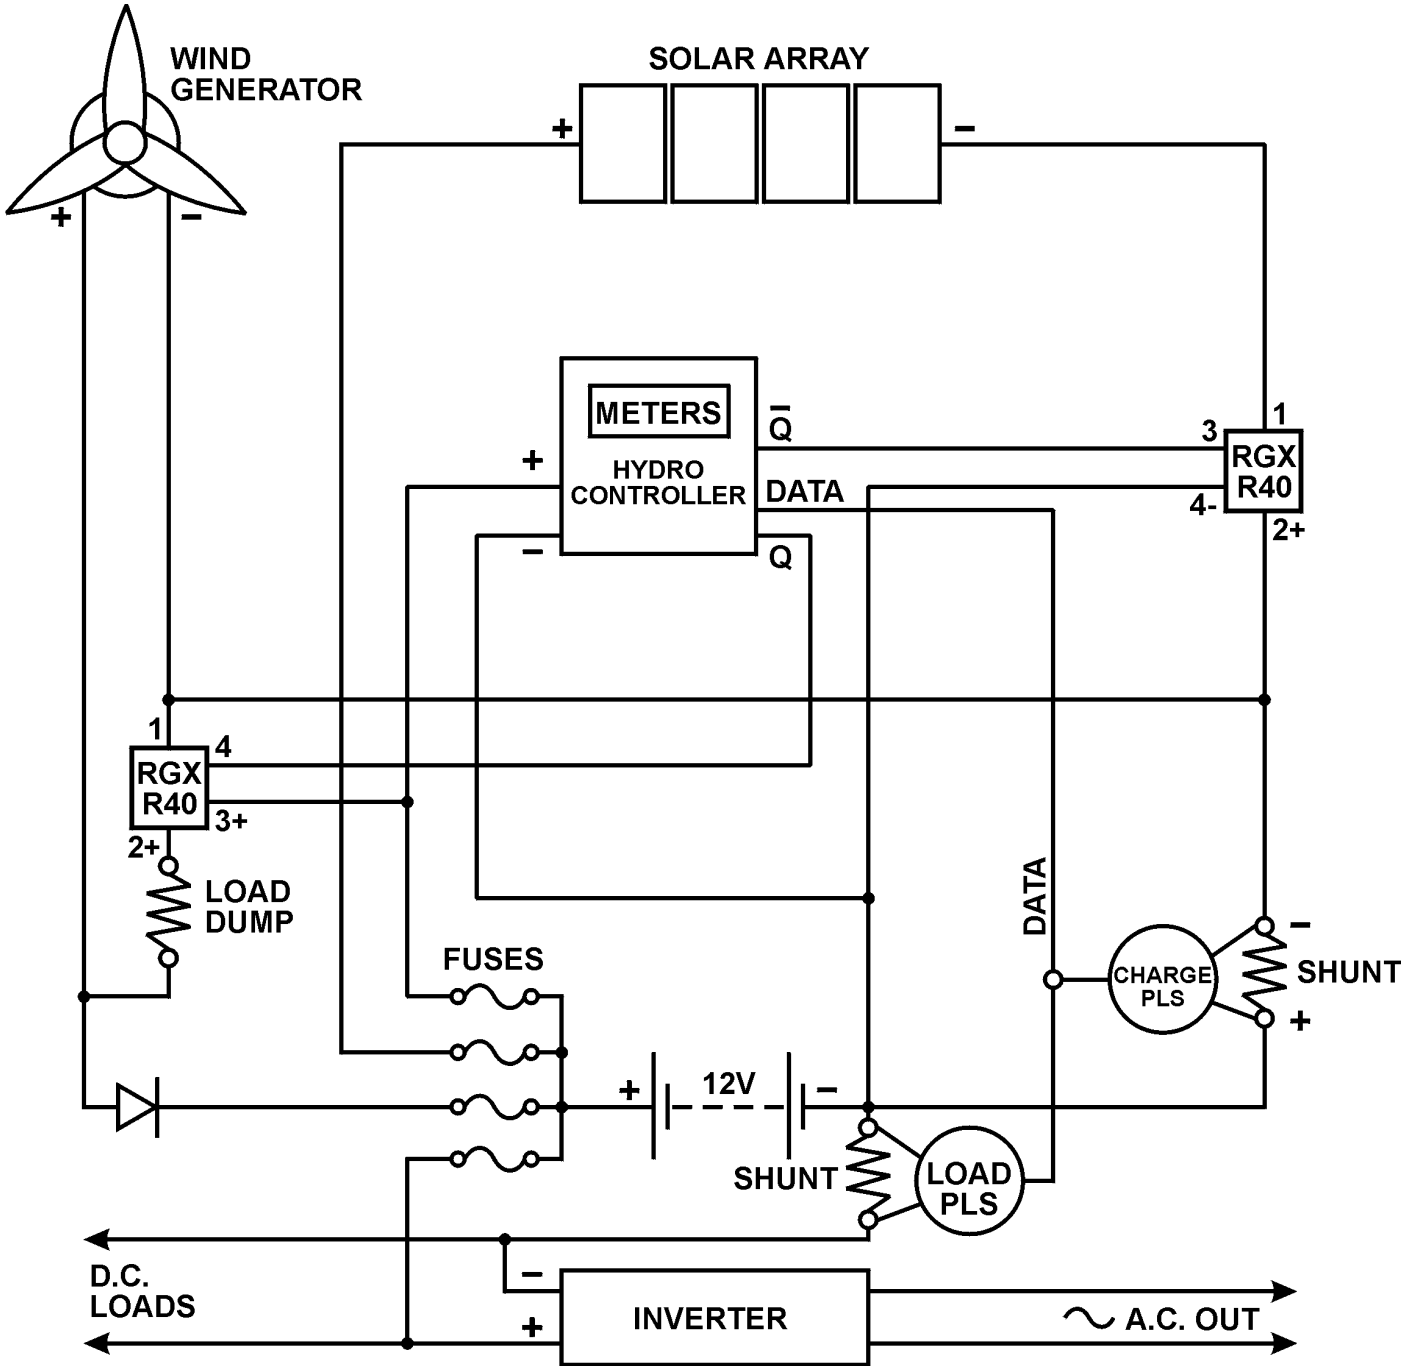 WIND
GENERATOR
SOLAR ARRAY
+
−
+ −
METERS
HYDRO
CONTROLLER
+
−
Q̅
DATA
Q
1
3
RGX
R40
4-
2+
1
4
RGX
R40
3+
2+
LOAD
DUMP
FUSES
DATA
CHARGE
PLS
−
SHUNT
+
+
12V
−
SHUNT
LOAD
PLS
D.C.
LOADS
−
+
INVERTER
A.C. OUT